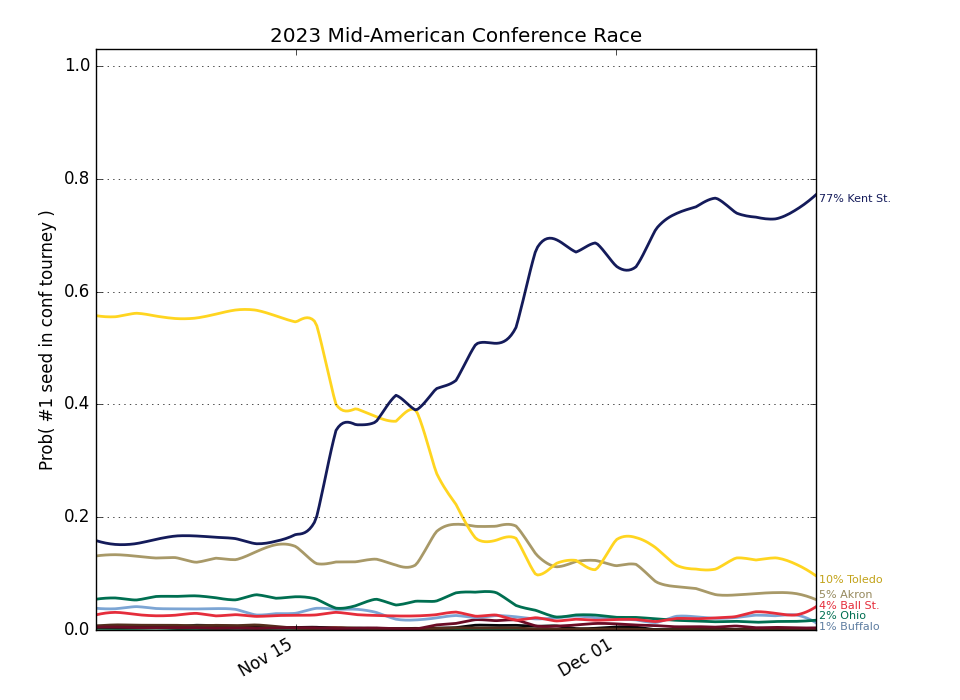 2023 Mid-American Conference Race
Prob( #1 seed in conf tourney )
1.0
0.8
0.6
0.4
0.2
0.0
Nov 15
Dec 01
77% Kent St.
10% Toledo
5% Akron
4% Ball St.
2% Ohio
1% Buffalo